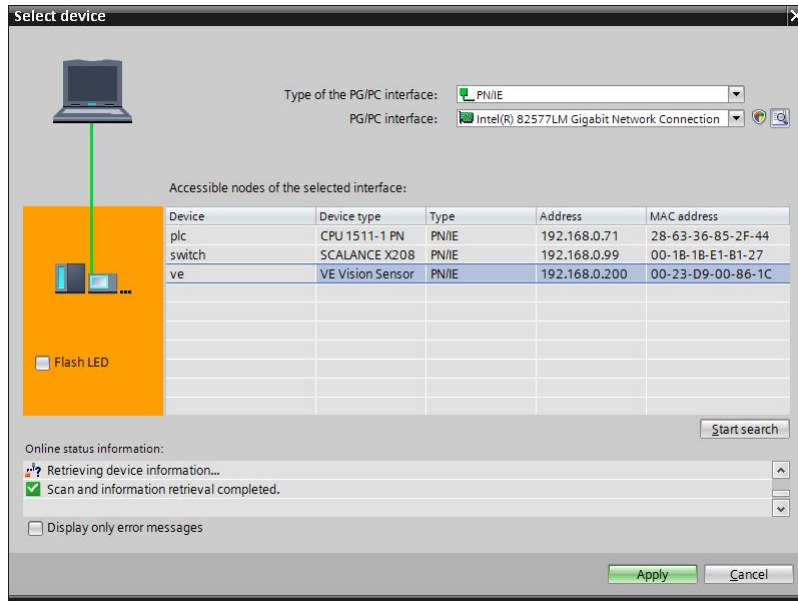 Select device
Type of the PG/PC interface: PN/IE
PG/PC interface: Intel(R) 82577LM Gigabit Network Connection
Accessible nodes of the selected interface:
Device Device type Type Address MAC address
plc CPU 1511-1 PN PN/IE 192.168.0.71 28-63-36-85-2F-44
switch SCALANCE X208 PN/IE 192.168.0.99 00-1B-1B-E1-B1-27
ve VE Vision Sensor PN/IE 192.168.0.200 00-23-D9-00-86-1C
Flash LED
Start search
Online status information:
Retrieving device information...
Scan and information retrieval completed.
Display only error messages
Apply Cancel